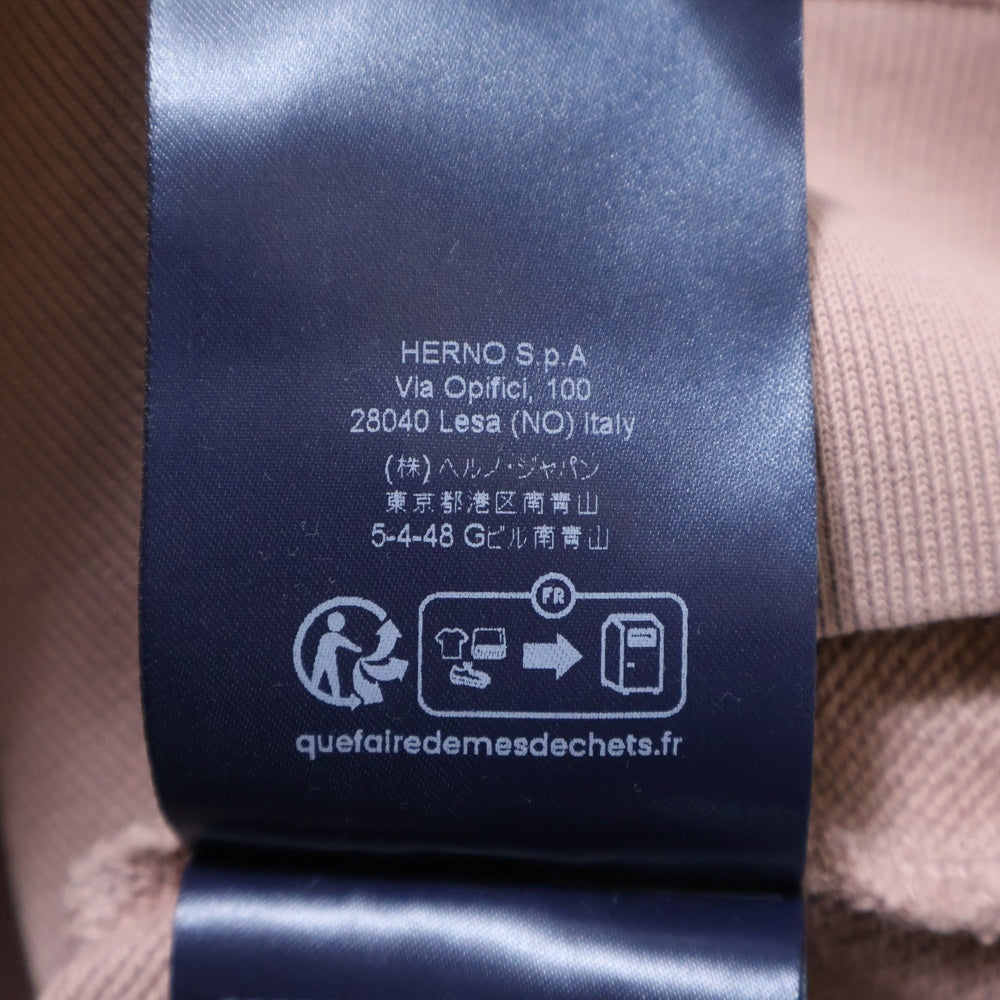 HERNO S.p.A
Via Opifici, 100
28040 Lesa (NO) Italy
(株)ヘルノ・ジャパン
東京都港区南青山
5-4-48 Gビル南青山
FR
quefairedemesdechets.fr